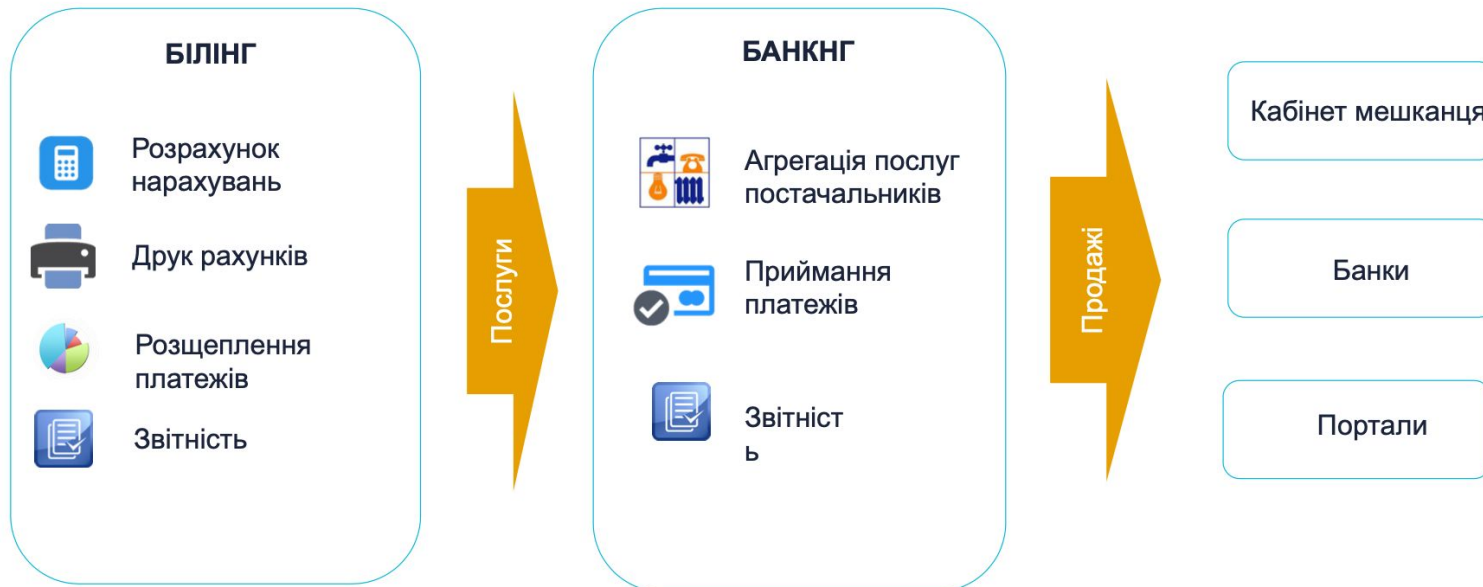 БІЛІНГ
Розрахунок
нарахувань
Друк рахунків
Розщеплення
платежів
Звітність
Послуги
БАНКНГ
Агрегація послуг
постачальників
Приймання
платежів
Звітніст
ь
Продажі
Кабінет мешканця
Банки
Портали